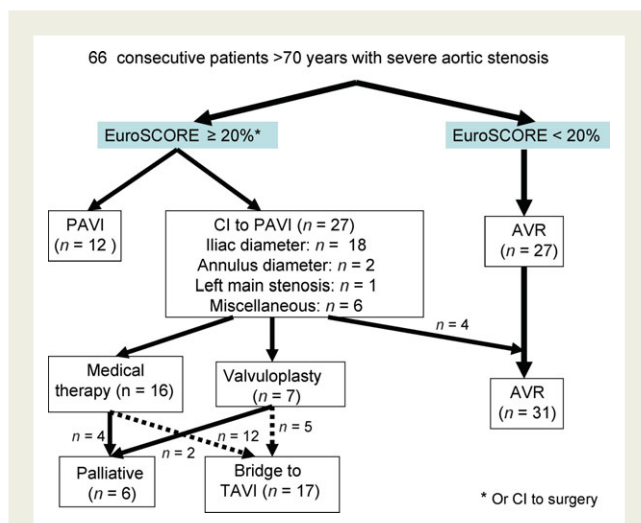 66 consecutive patients >70 years with severe aortic stenosis
EuroSCORE ≥ 20%*
EuroSCORE < 20%
PAVI
(n = 12 )
CI to PAVI (n = 27)
Iliac diameter: n = 18
Annulus diameter: n = 2
Left main stenosis: n = 1
Miscellaneous: n = 6
AVR
(n = 27)
n = 4
Medical
therapy (n = 16)
Valvuloplasty
(n = 7)
AVR
(n = 31)
n = 4
n = 2
n = 12
n = 5
Palliative
(n = 6)
Bridge to
TAVI (n = 17)
* Or CI to surgery